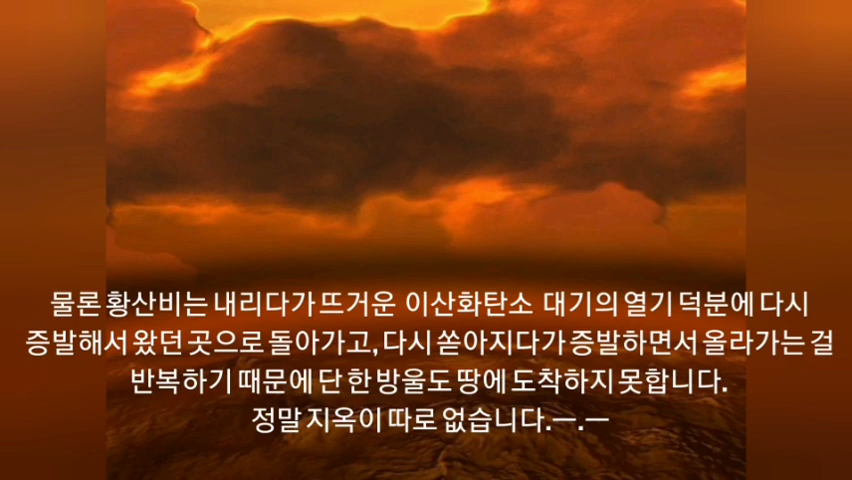 물론 황산비는 내리다가 뜨거운 이산화탄소 대기의 열기 덕분에 다시
증발해서 왔던 곳으로 돌아가고, 다시 쏟아지다가 증발하면서 올라가는 걸
반복하기 때문에 단 한 방울도 땅에 도착하지 못합니다.
정말 지옥이 따로 없습니다.ㅡ.ㅡ